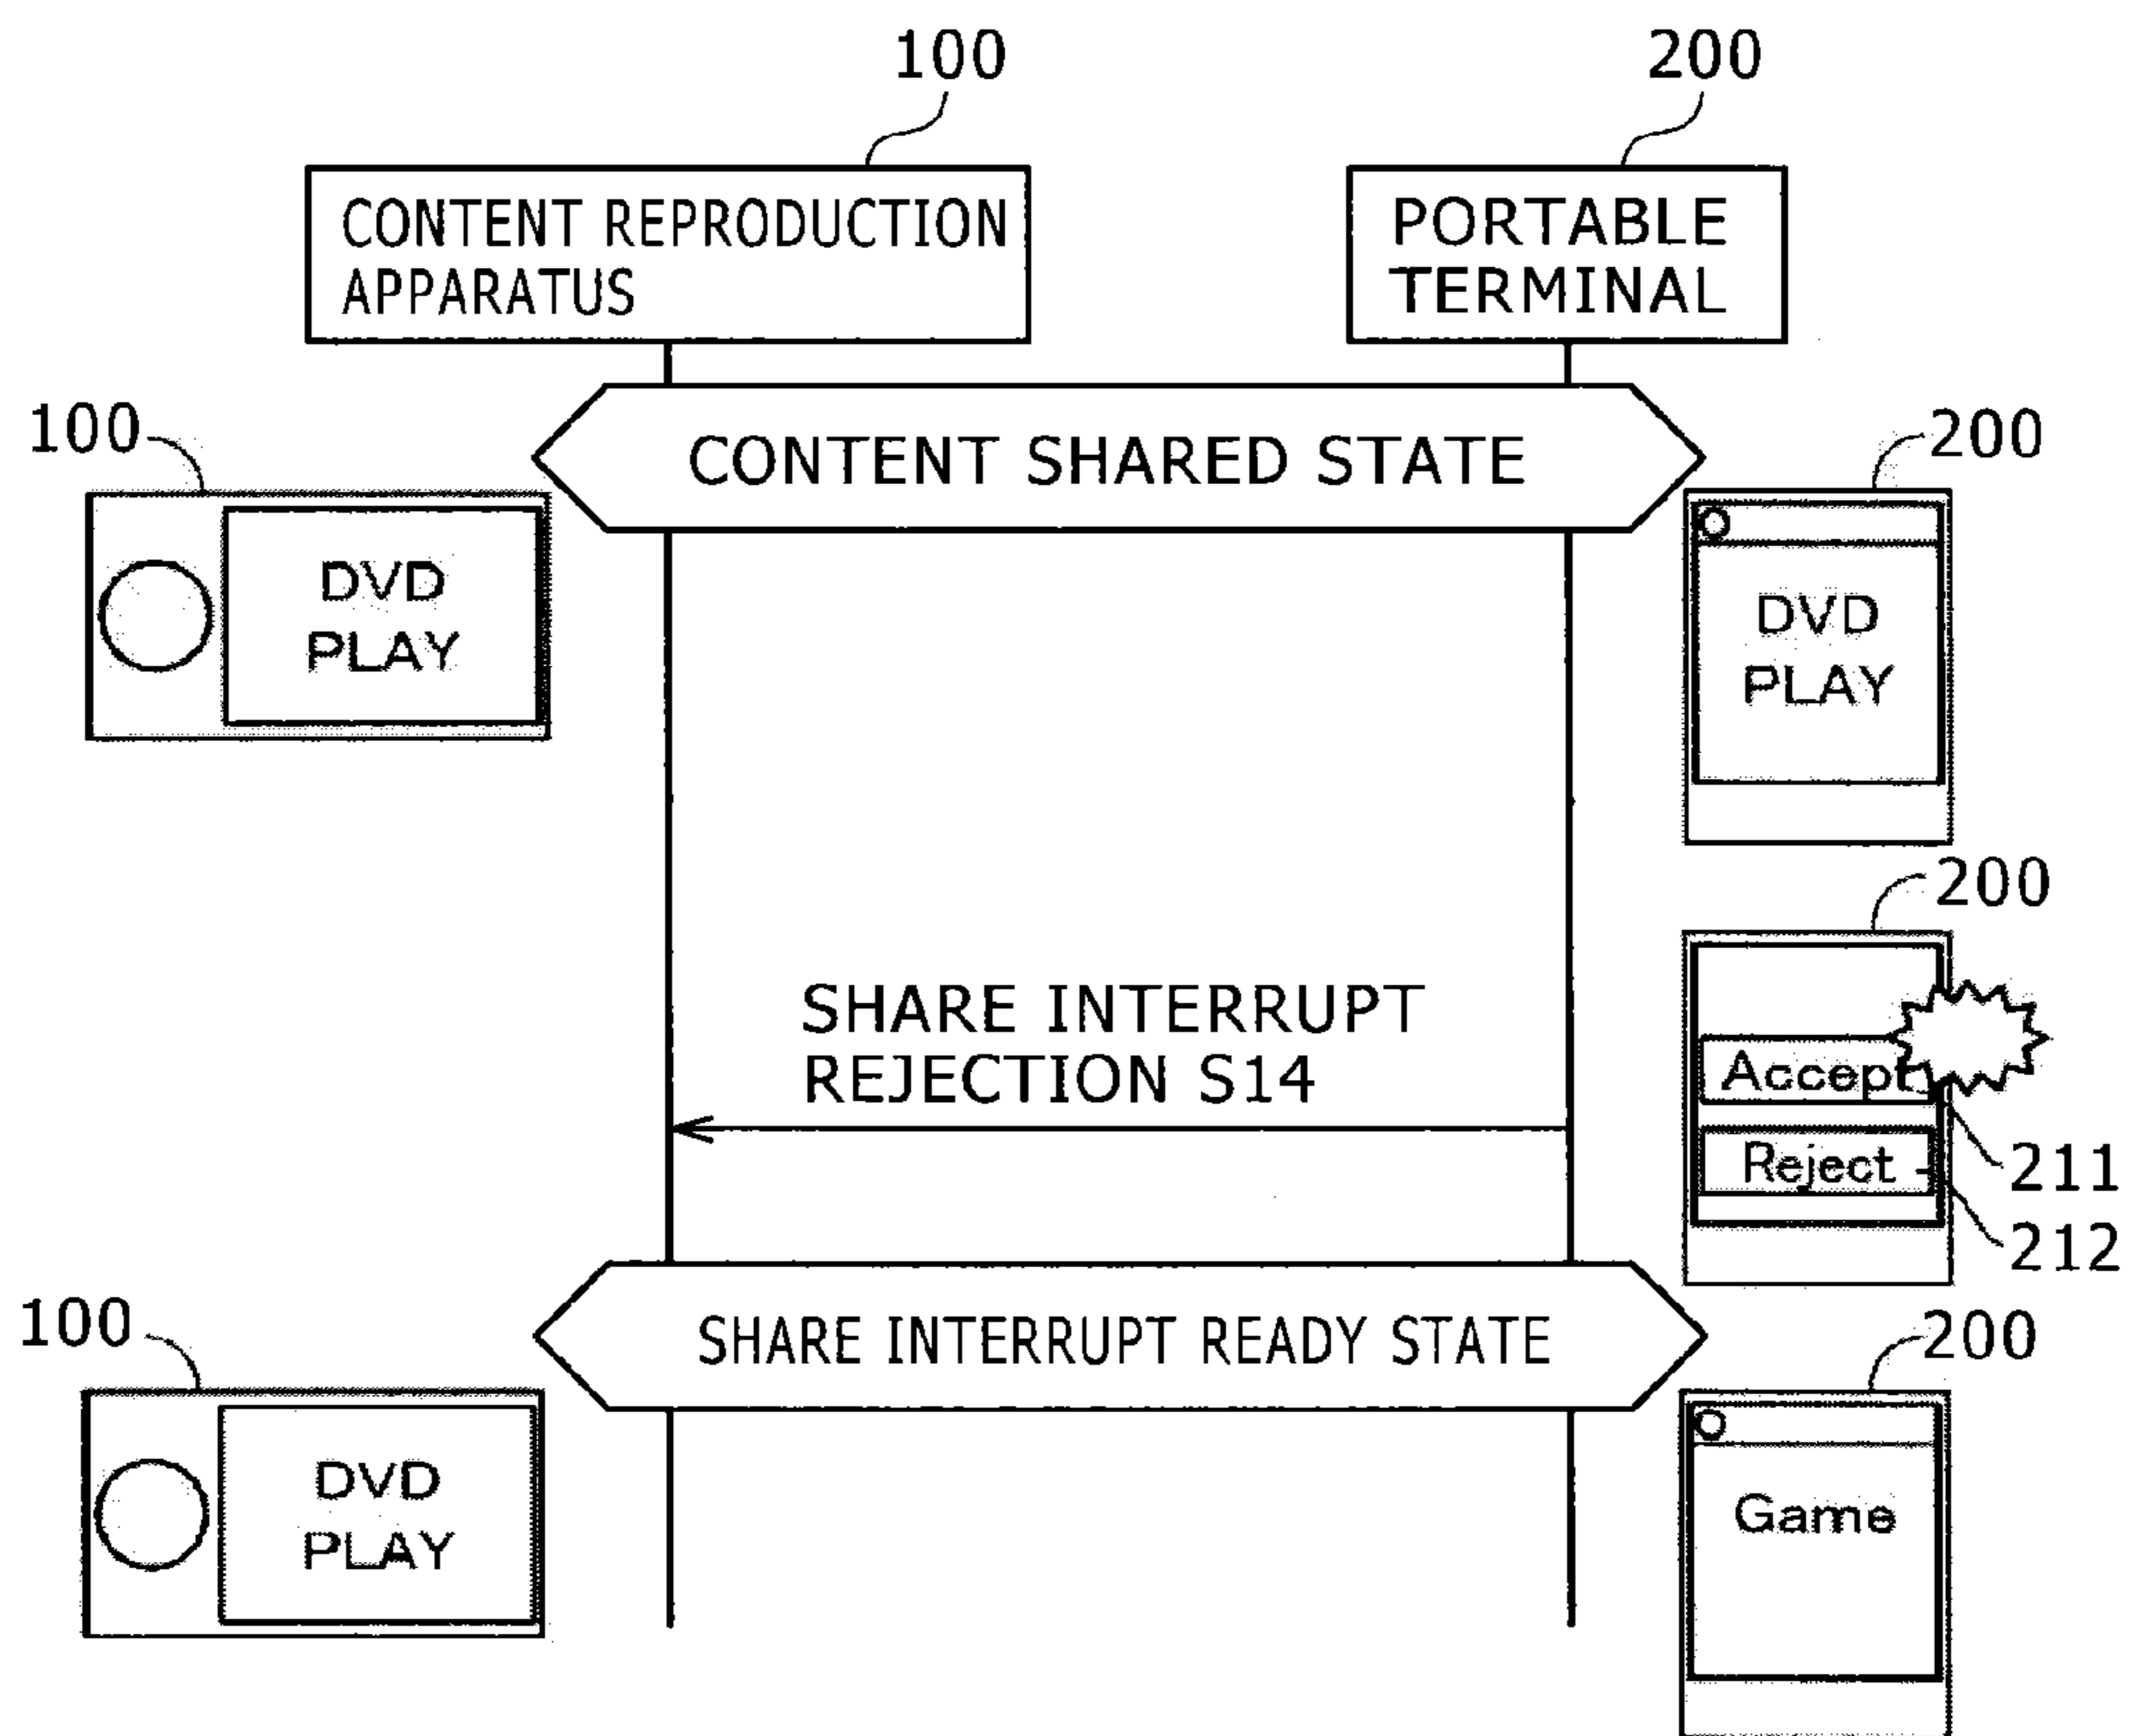 100
200
CONTENT REPRODUCTION
APPARATUS
PORTABLE
TERMINAL
100
CONTENT SHARED STATE
200
DVD
PLAY
DVD
PLAY
200
SHARE INTERRUPT
REJECTION S14
Accept
Reject
211
212
100
SHARE INTERRUPT READY STATE
200
DVD
PLAY
Game